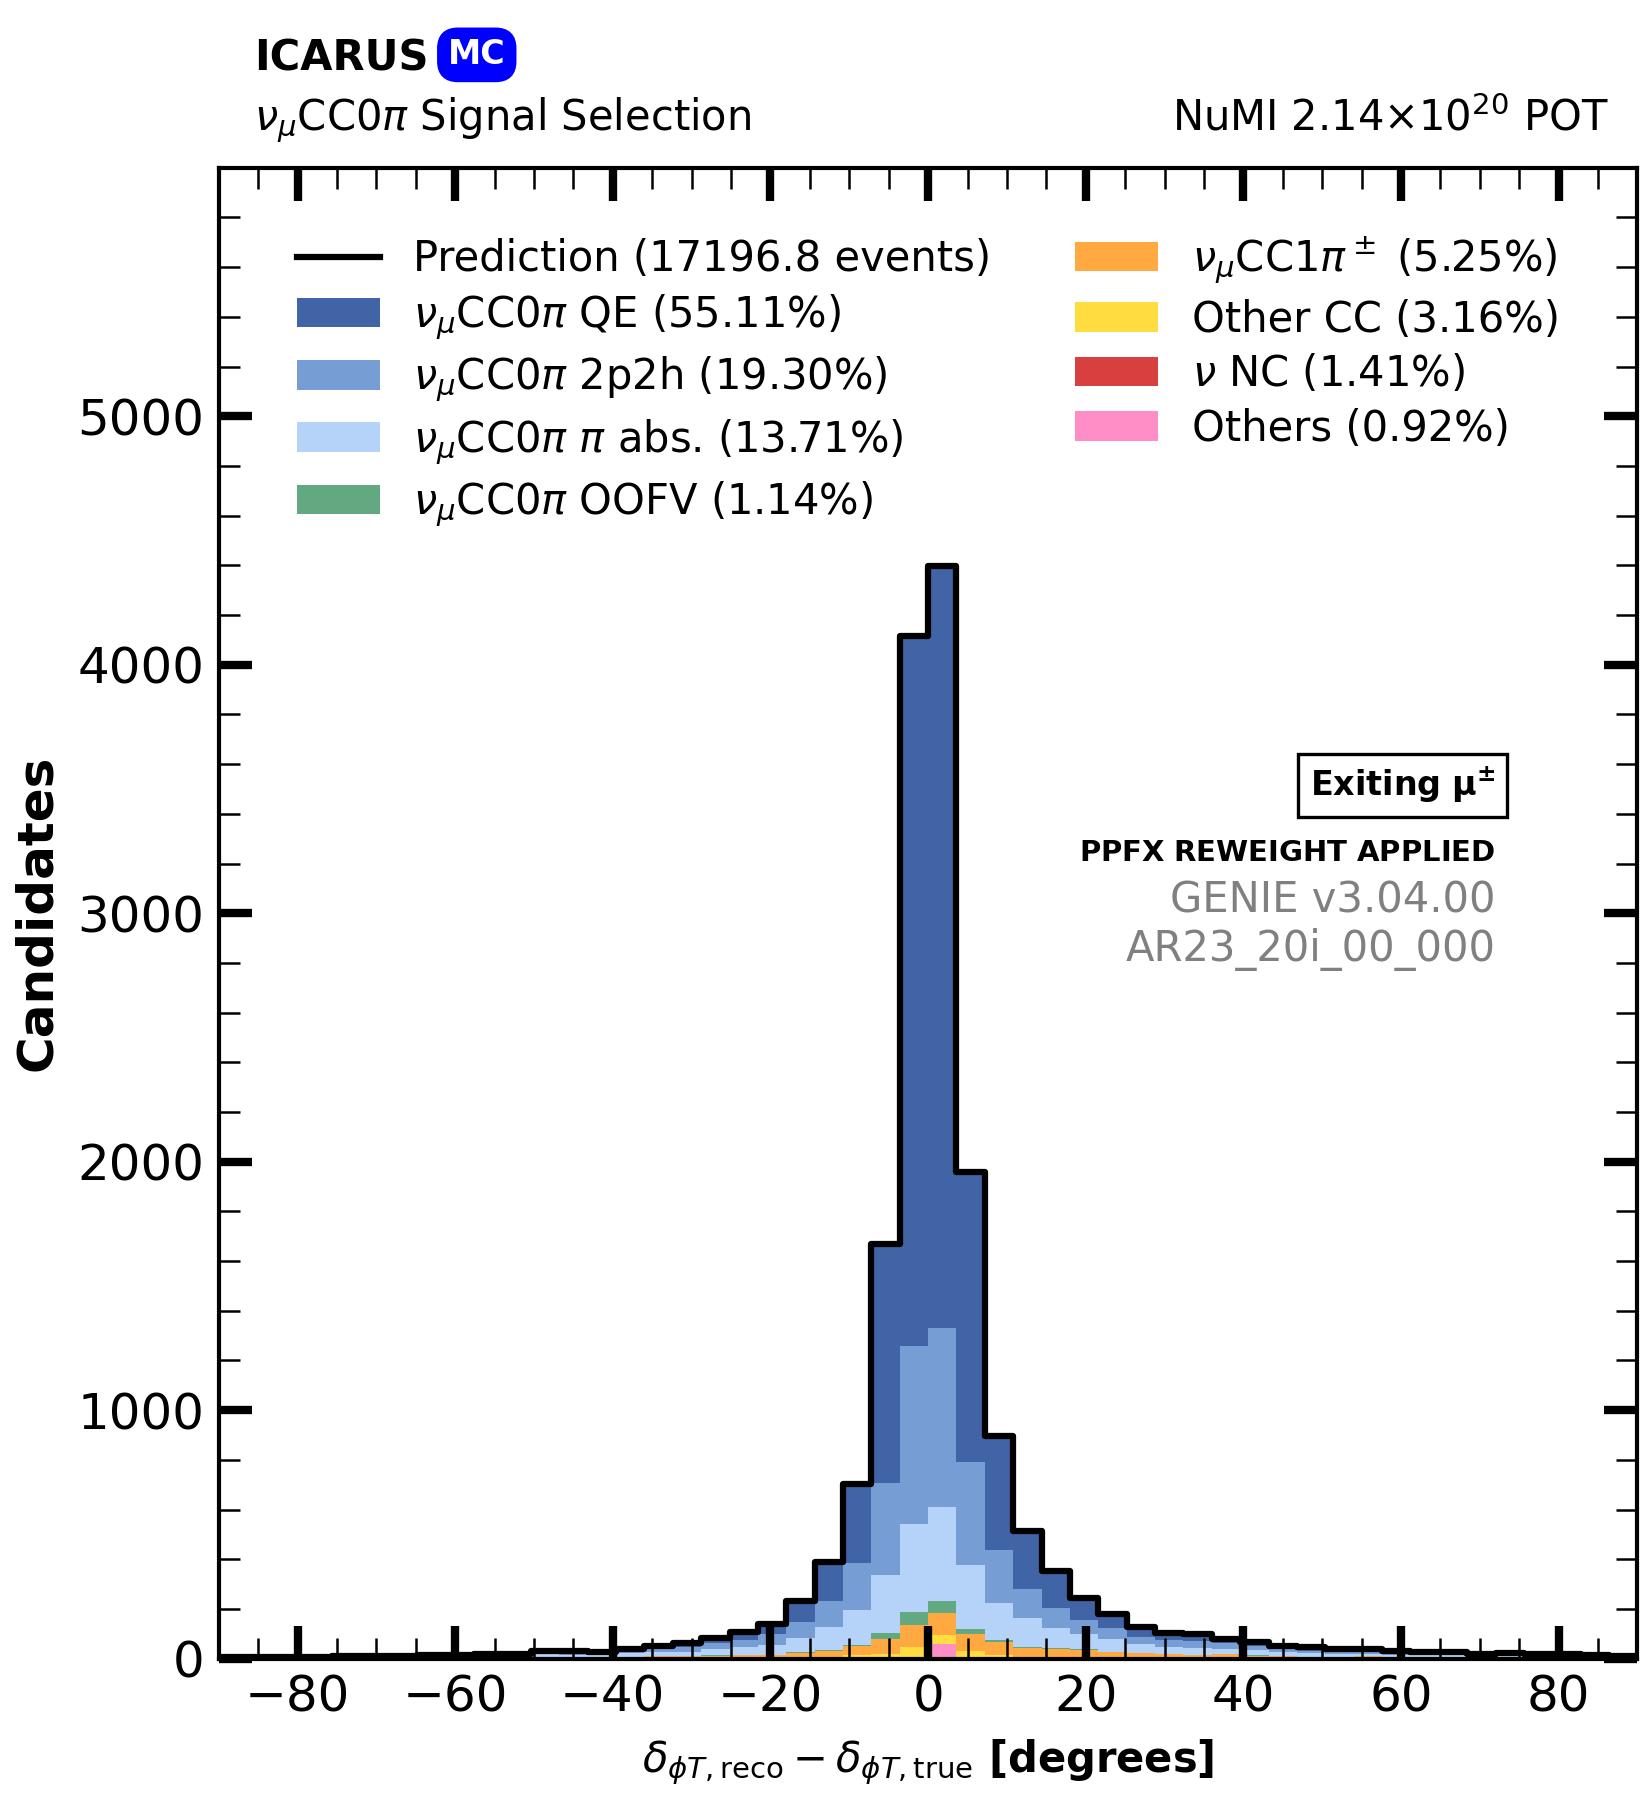 ICARUS MC
νμCC0π Signal Selection
NuMI 2.14×10²⁰ POT
Prediction (17196.8 events)
νμCC0π QE (55.11%)
νμCC0π 2p2h (19.30%)
νμCC0π π abs. (13.71%)
νμCC0π OOFV (1.14%)
νμCC1π± (5.25%)
Other CC (3.16%)
ν NC (1.41%)
Others (0.92%)
Exiting μ±
PPFX REWEIGHT APPLIED
GENIE v3.04.00
AR23_20i_00_000
Candidates
5000
4000
3000
2000
1000
0
−80 −60 −40 −20 0 20 40 60 80
δϕT,reco − δϕT,true [degrees]